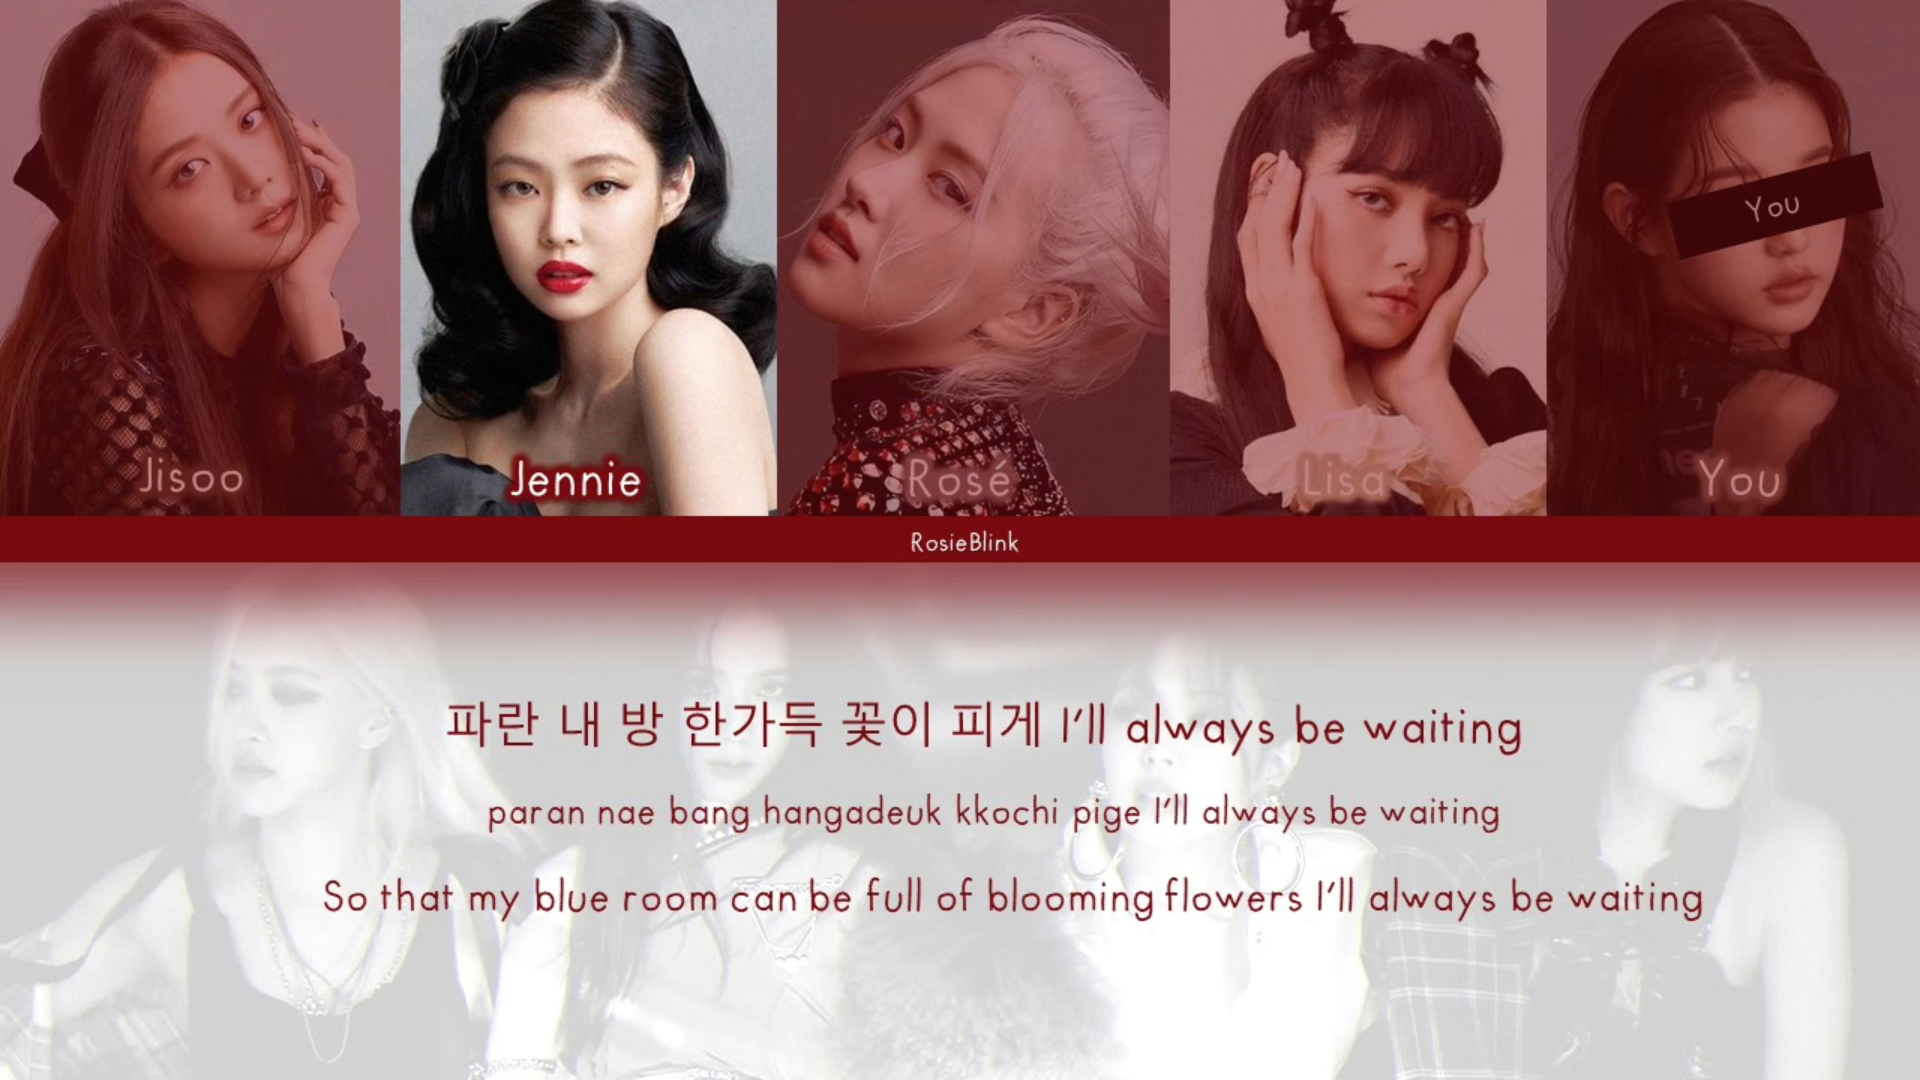 You
Jisoo
Jennie
Rosé
Lisa
You
RosieBlink
파란 내 방 한가득 꽃이 피게 I'll always be waiting
paran nae bang hangadeuk kkochi pige I'll always be waiting
So that my blue room can be full of blooming flowers I'll always be waiting